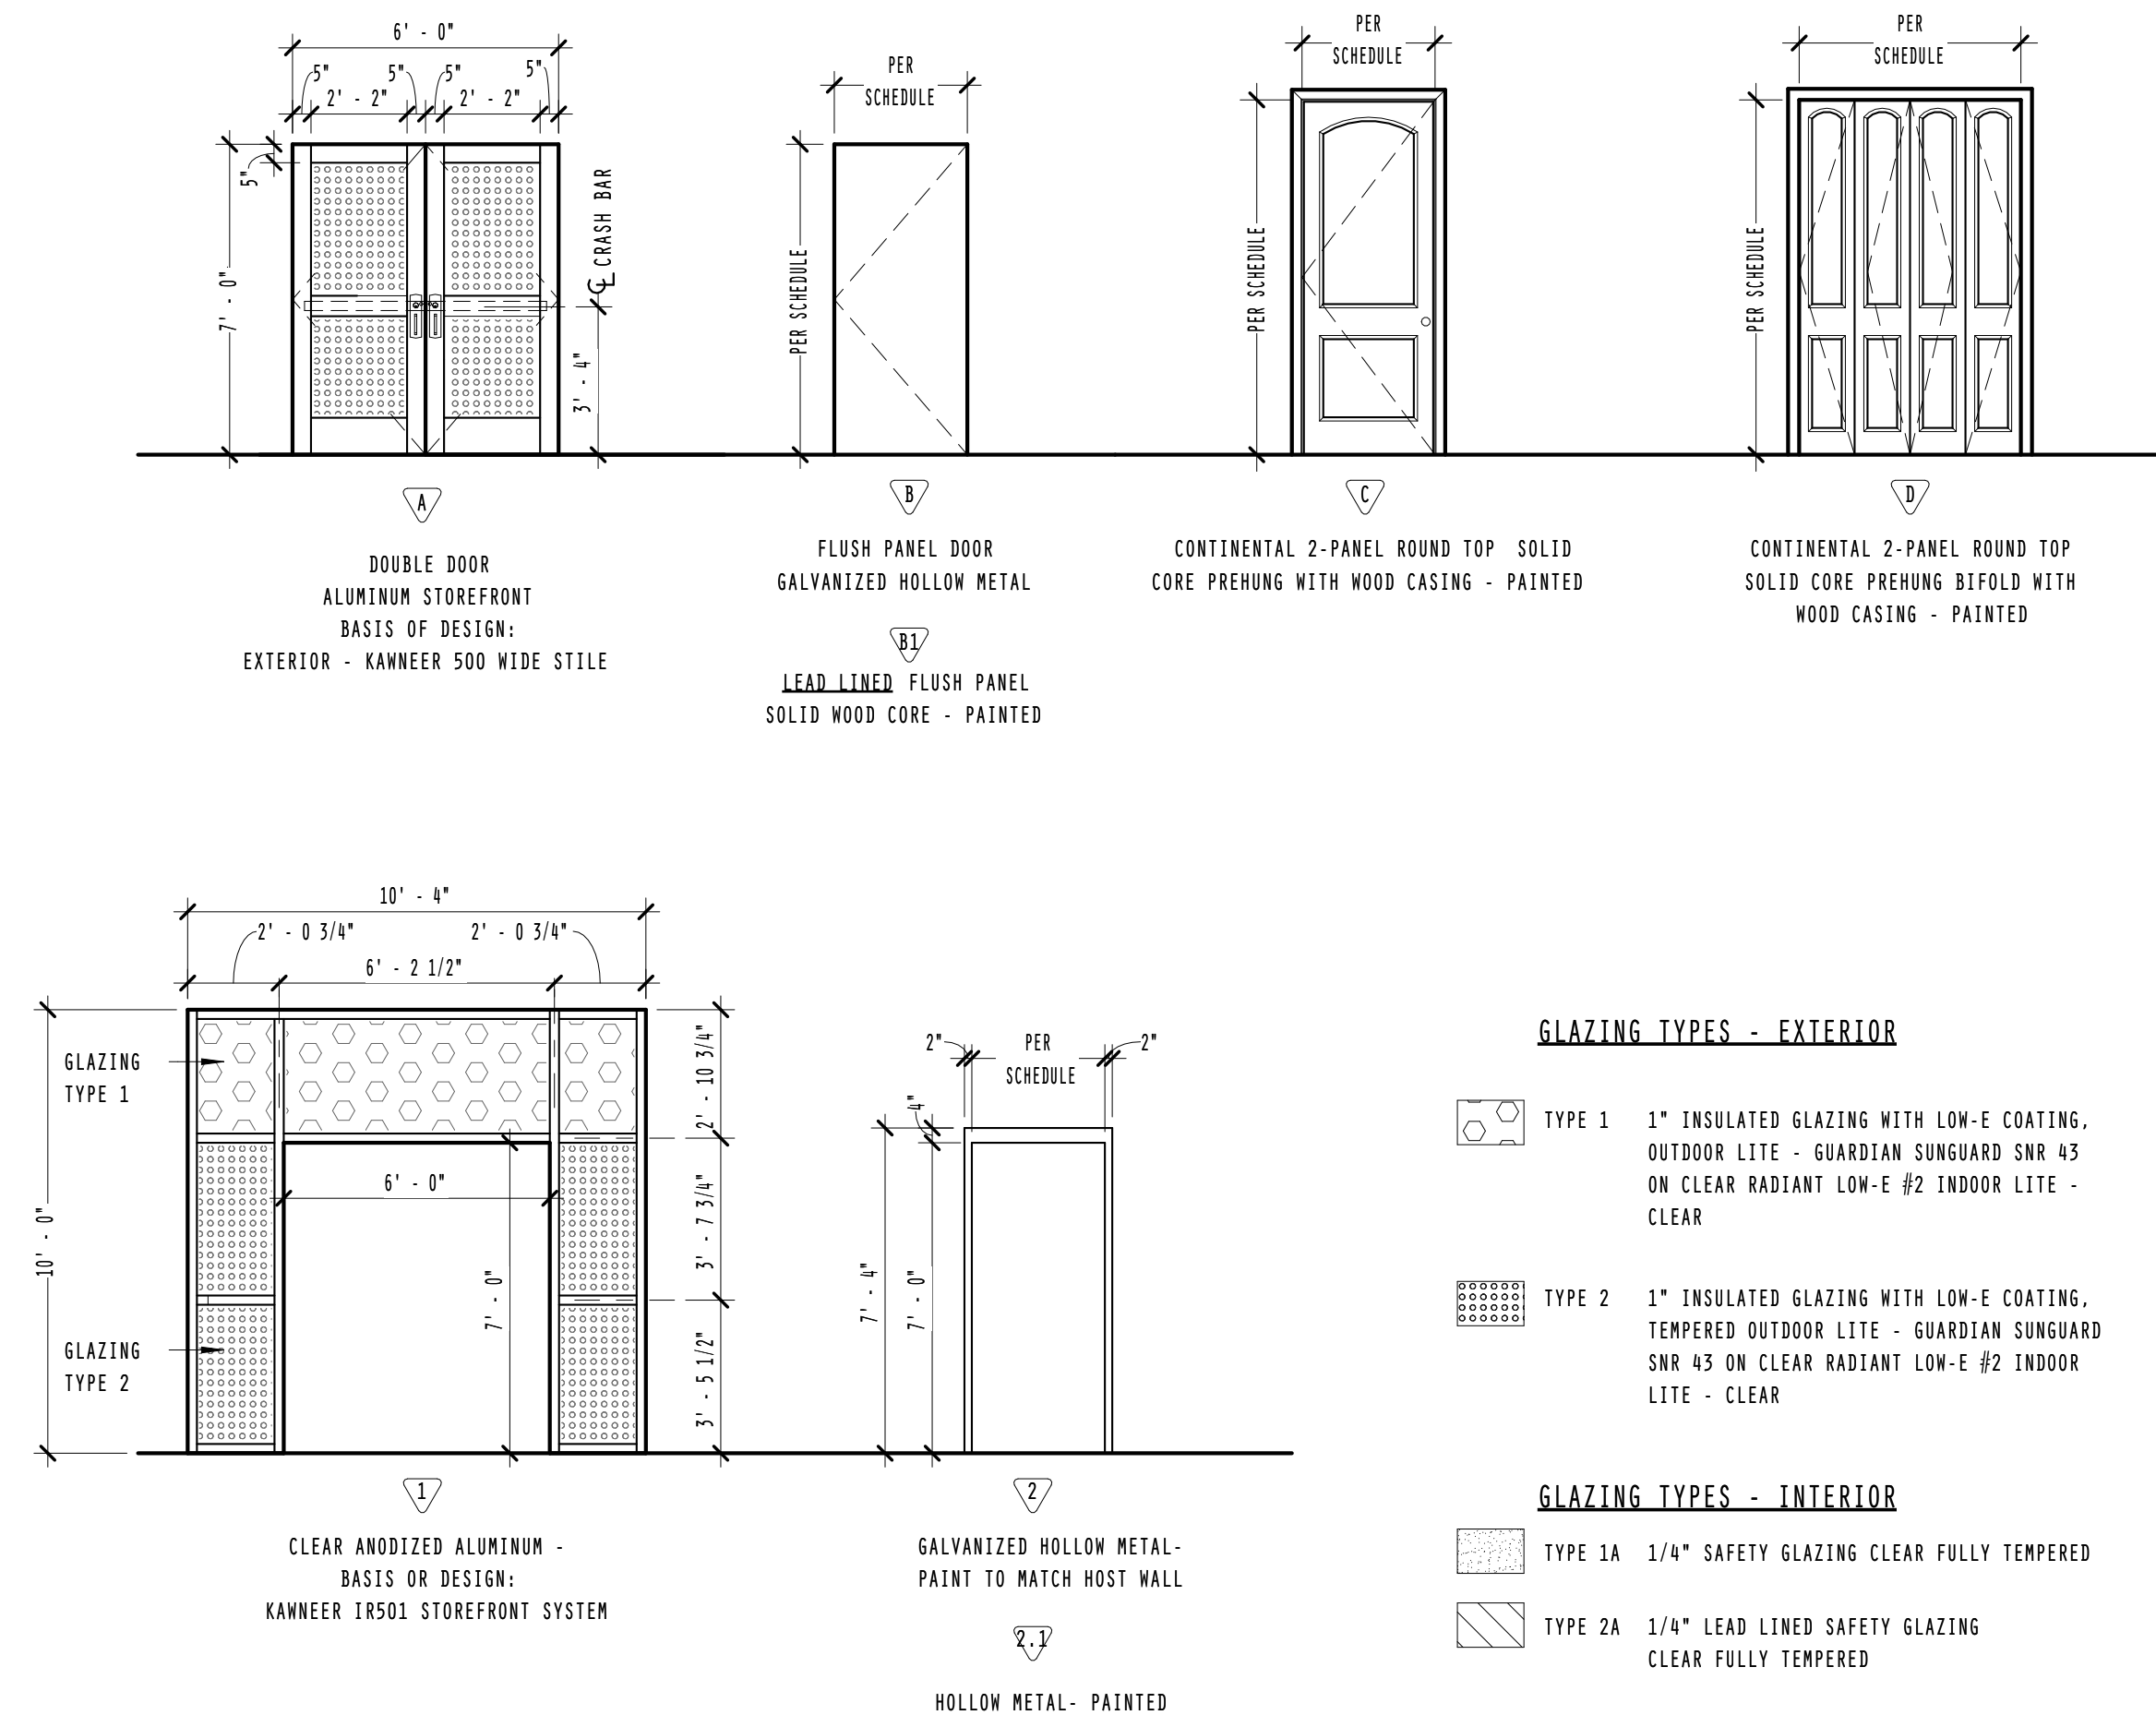 6' - 0"
5"
5"
5"
5"
2' - 2"
2' - 2"
5"
7' - 0"
CRASH BAR
3' - 4"
A
DOUBLE DOOR
ALUMINUM STOREFRONT
BASIS OF DESIGN:
EXTERIOR - KAWNEER 500 WIDE STILE
PER
SCHEDULE
PER SCHEDULE
B
FLUSH PANEL DOOR
GALVANIZED HOLLOW METAL
B1
LEAD LINED FLUSH PANEL
SOLID WOOD CORE - PAINTED
PER
SCHEDULE
PER SCHEDULE
C
CONTINENTAL 2-PANEL ROUND TOP SOLID
CORE PREHUNG WITH WOOD CASING - PAINTED
PER
SCHEDULE
PER SCHEDULE
D
CONTINENTAL 2-PANEL ROUND TOP
SOLID CORE PREHUNG BIFOLD WITH
WOOD CASING - PAINTED
10' - 4"
2' - 0 3/4"
2' - 0 3/4"
6' - 2 1/2"
GLAZING
TYPE 1
10' - 0"
6' - 0"
7' - 0"
2' - 10 3/4"
3' - 7 3/4"
3' - 5 1/2"
GLAZING
TYPE 2
1
CLEAR ANODIZED ALUMINUM -
BASIS OR DESIGN:
KAWNEER IR501 STOREFRONT SYSTEM
2"
PER
SCHEDULE
2"
4"
7' - 4"
7' - 0"
2
GALVANIZED HOLLOW METAL-
PAINT TO MATCH HOST WALL
2.1
HOLLOW METAL- PAINTED
GLAZING TYPES - EXTERIOR
TYPE 1
1" INSULATED GLAZING WITH LOW-E COATING,
OUTDOOR LITE - GUARDIAN SUNGUARD SNR 43
ON CLEAR RADIANT LOW-E #2 INDOOR LITE -
CLEAR
TYPE 2
1" INSULATED GLAZING WITH LOW-E COATING,
TEMPERED OUTDOOR LITE - GUARDIAN SUNGUARD
SNR 43 ON CLEAR RADIANT LOW-E #2 INDOOR
LITE - CLEAR
GLAZING TYPES - INTERIOR
TYPE 1A 1/4" SAFETY GLAZING CLEAR FULLY TEMPERED
TYPE 2A 1/4" LEAD LINED SAFETY GLAZING
CLEAR FULLY TEMPERED